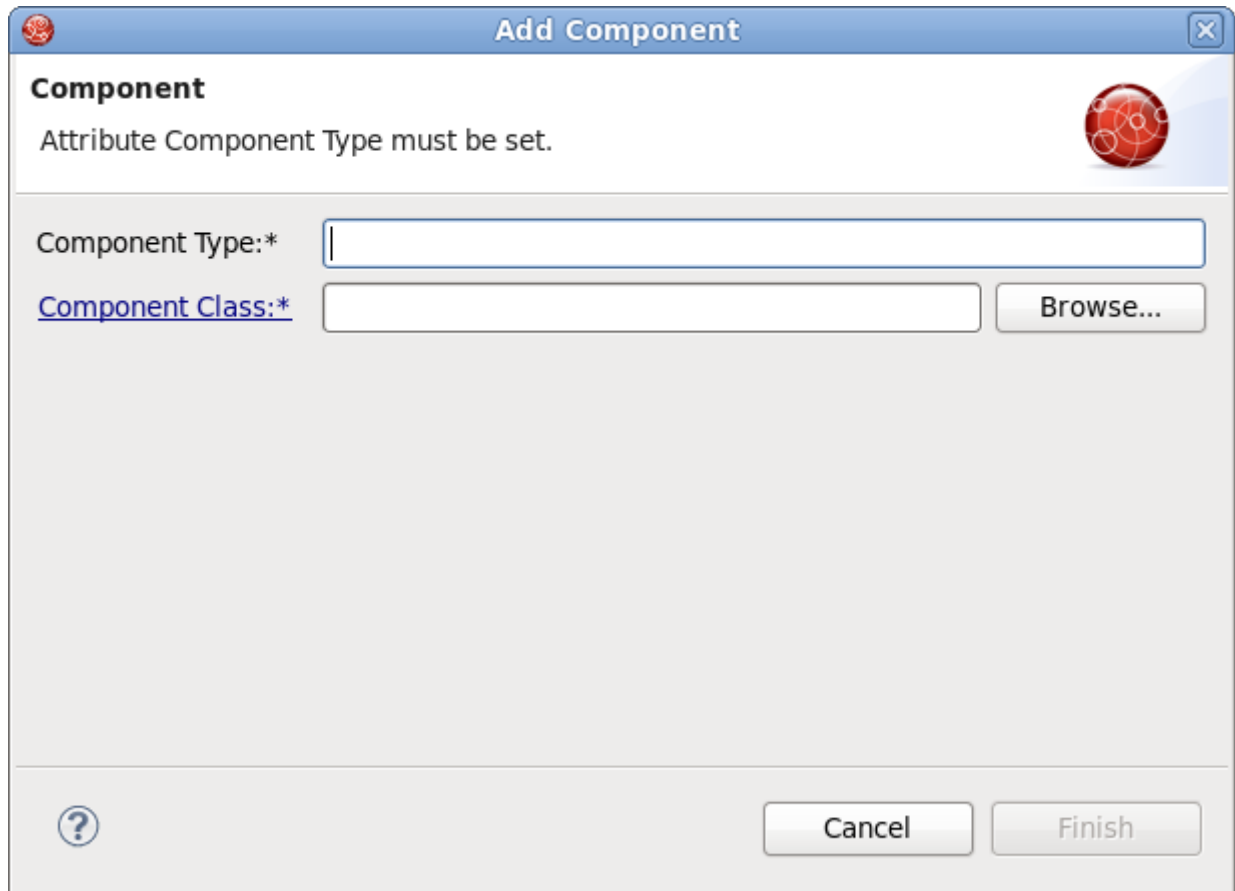 Add Component
Component
Attribute Component Type must be set.
Component Type:*
Component Class:*
Browse...
?
Cancel
Finish